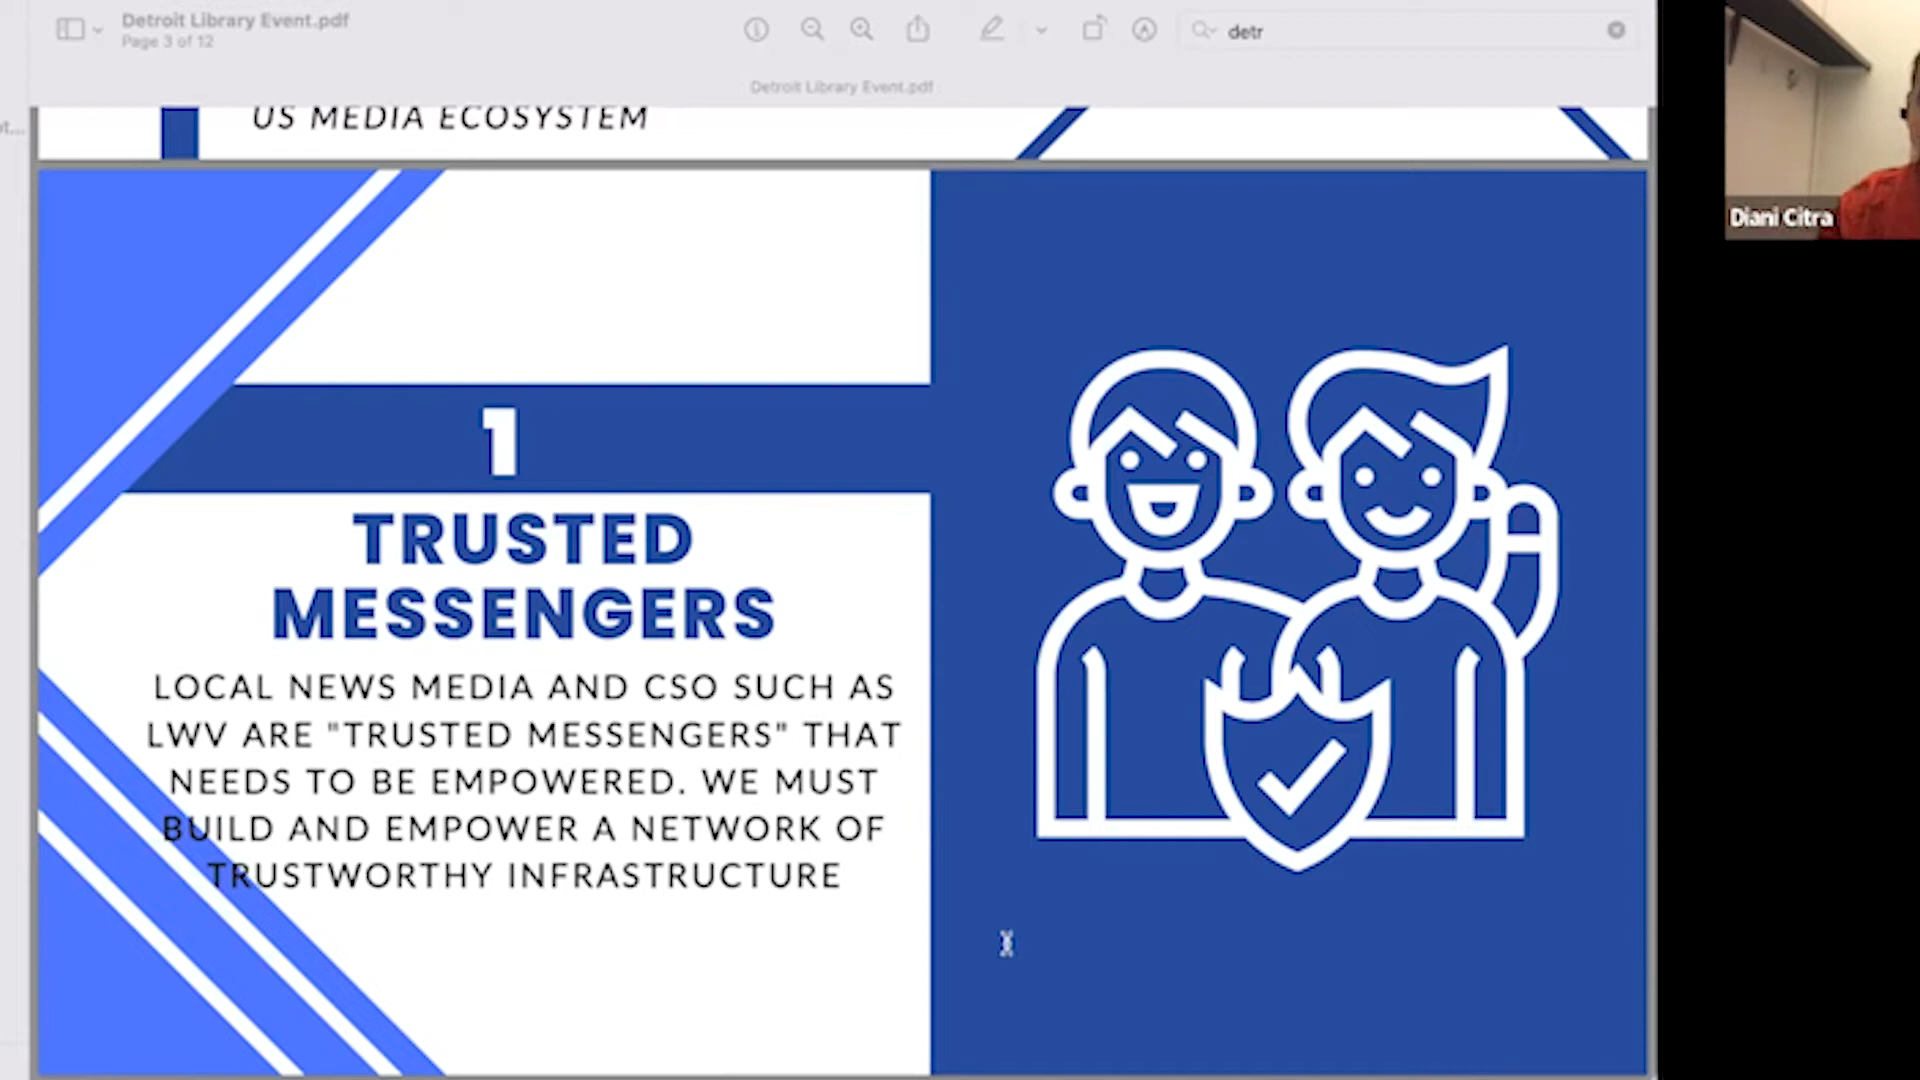 Detroit Library Event.pdf
Page 3 of 12
detr
Detroit Library Event.pdf
US MEDIA ECOSYSTEM
Diani Citra
1
TRUSTED
MESSENGERS
LOCAL NEWS MEDIA AND CSO SUCH AS
LWV ARE "TRUSTED MESSENGERS" THAT
NEEDS TO BE EMPOWERED. WE MUST
BUILD AND EMPOWER A NETWORK OF
TRUSTWORTHY INFRASTRUCTURE